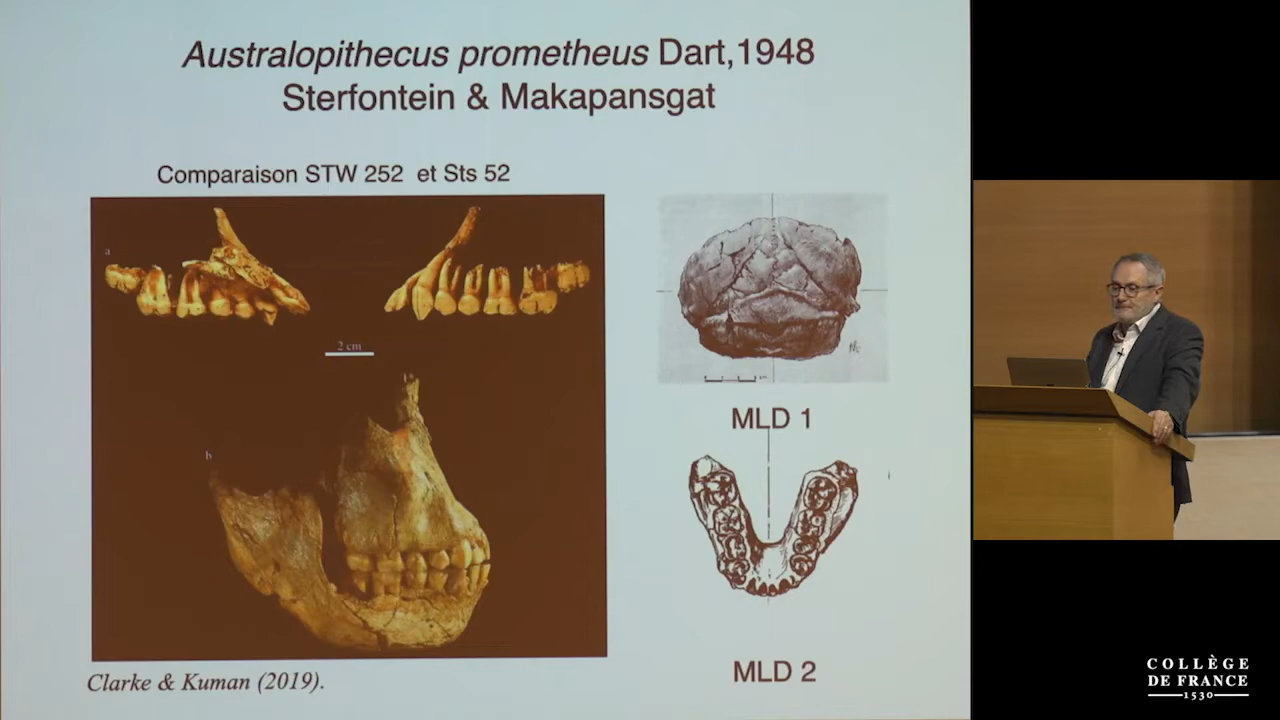 Australopithecus prometheus Dart,1948
Sterfontein & Makapansgat
Comparaison STW 252 et Sts 52
a
2 cm
b
Clarke & Kuman (2019).
MLD 1
MLD 2
COLLÈGE
DE FRANCE
1530